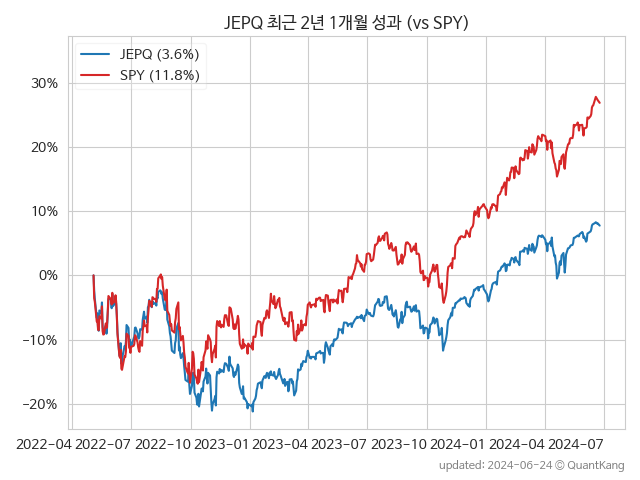 JEPQ 최근 2년 1개월 성과 (vs SPY)
JEPQ (3.6%)
SPY (11.8%)
30%
20%
10%
0%
−10%
−20%
2022-04 2022-07 2022-10 2023-01 2023-04 2023-07 2023-10 2024-01 2024-04 2024-07
updated: 2024-06-24 © QuantKang